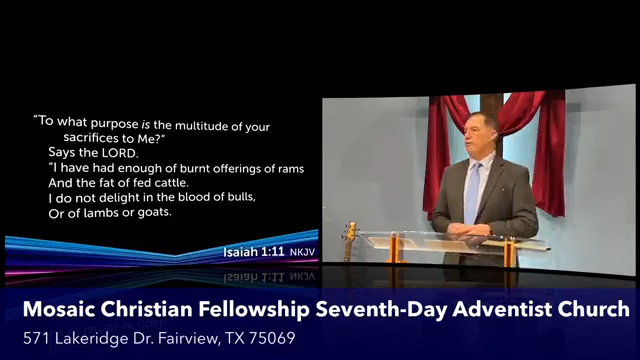 “To what purpose is the multitude of your
sacrifices to Me?”
Says the LORD.
“I have had enough of burnt offerings of rams
And the fat of fed cattle.
I do not delight in the blood of bulls,
Or of lambs or goats.
Isaiah 1:11 NKJV
Mosaic Christian Fellowship Seventh-Day Adventist Church
571 Lakeridge Dr. Fairview, TX 75069